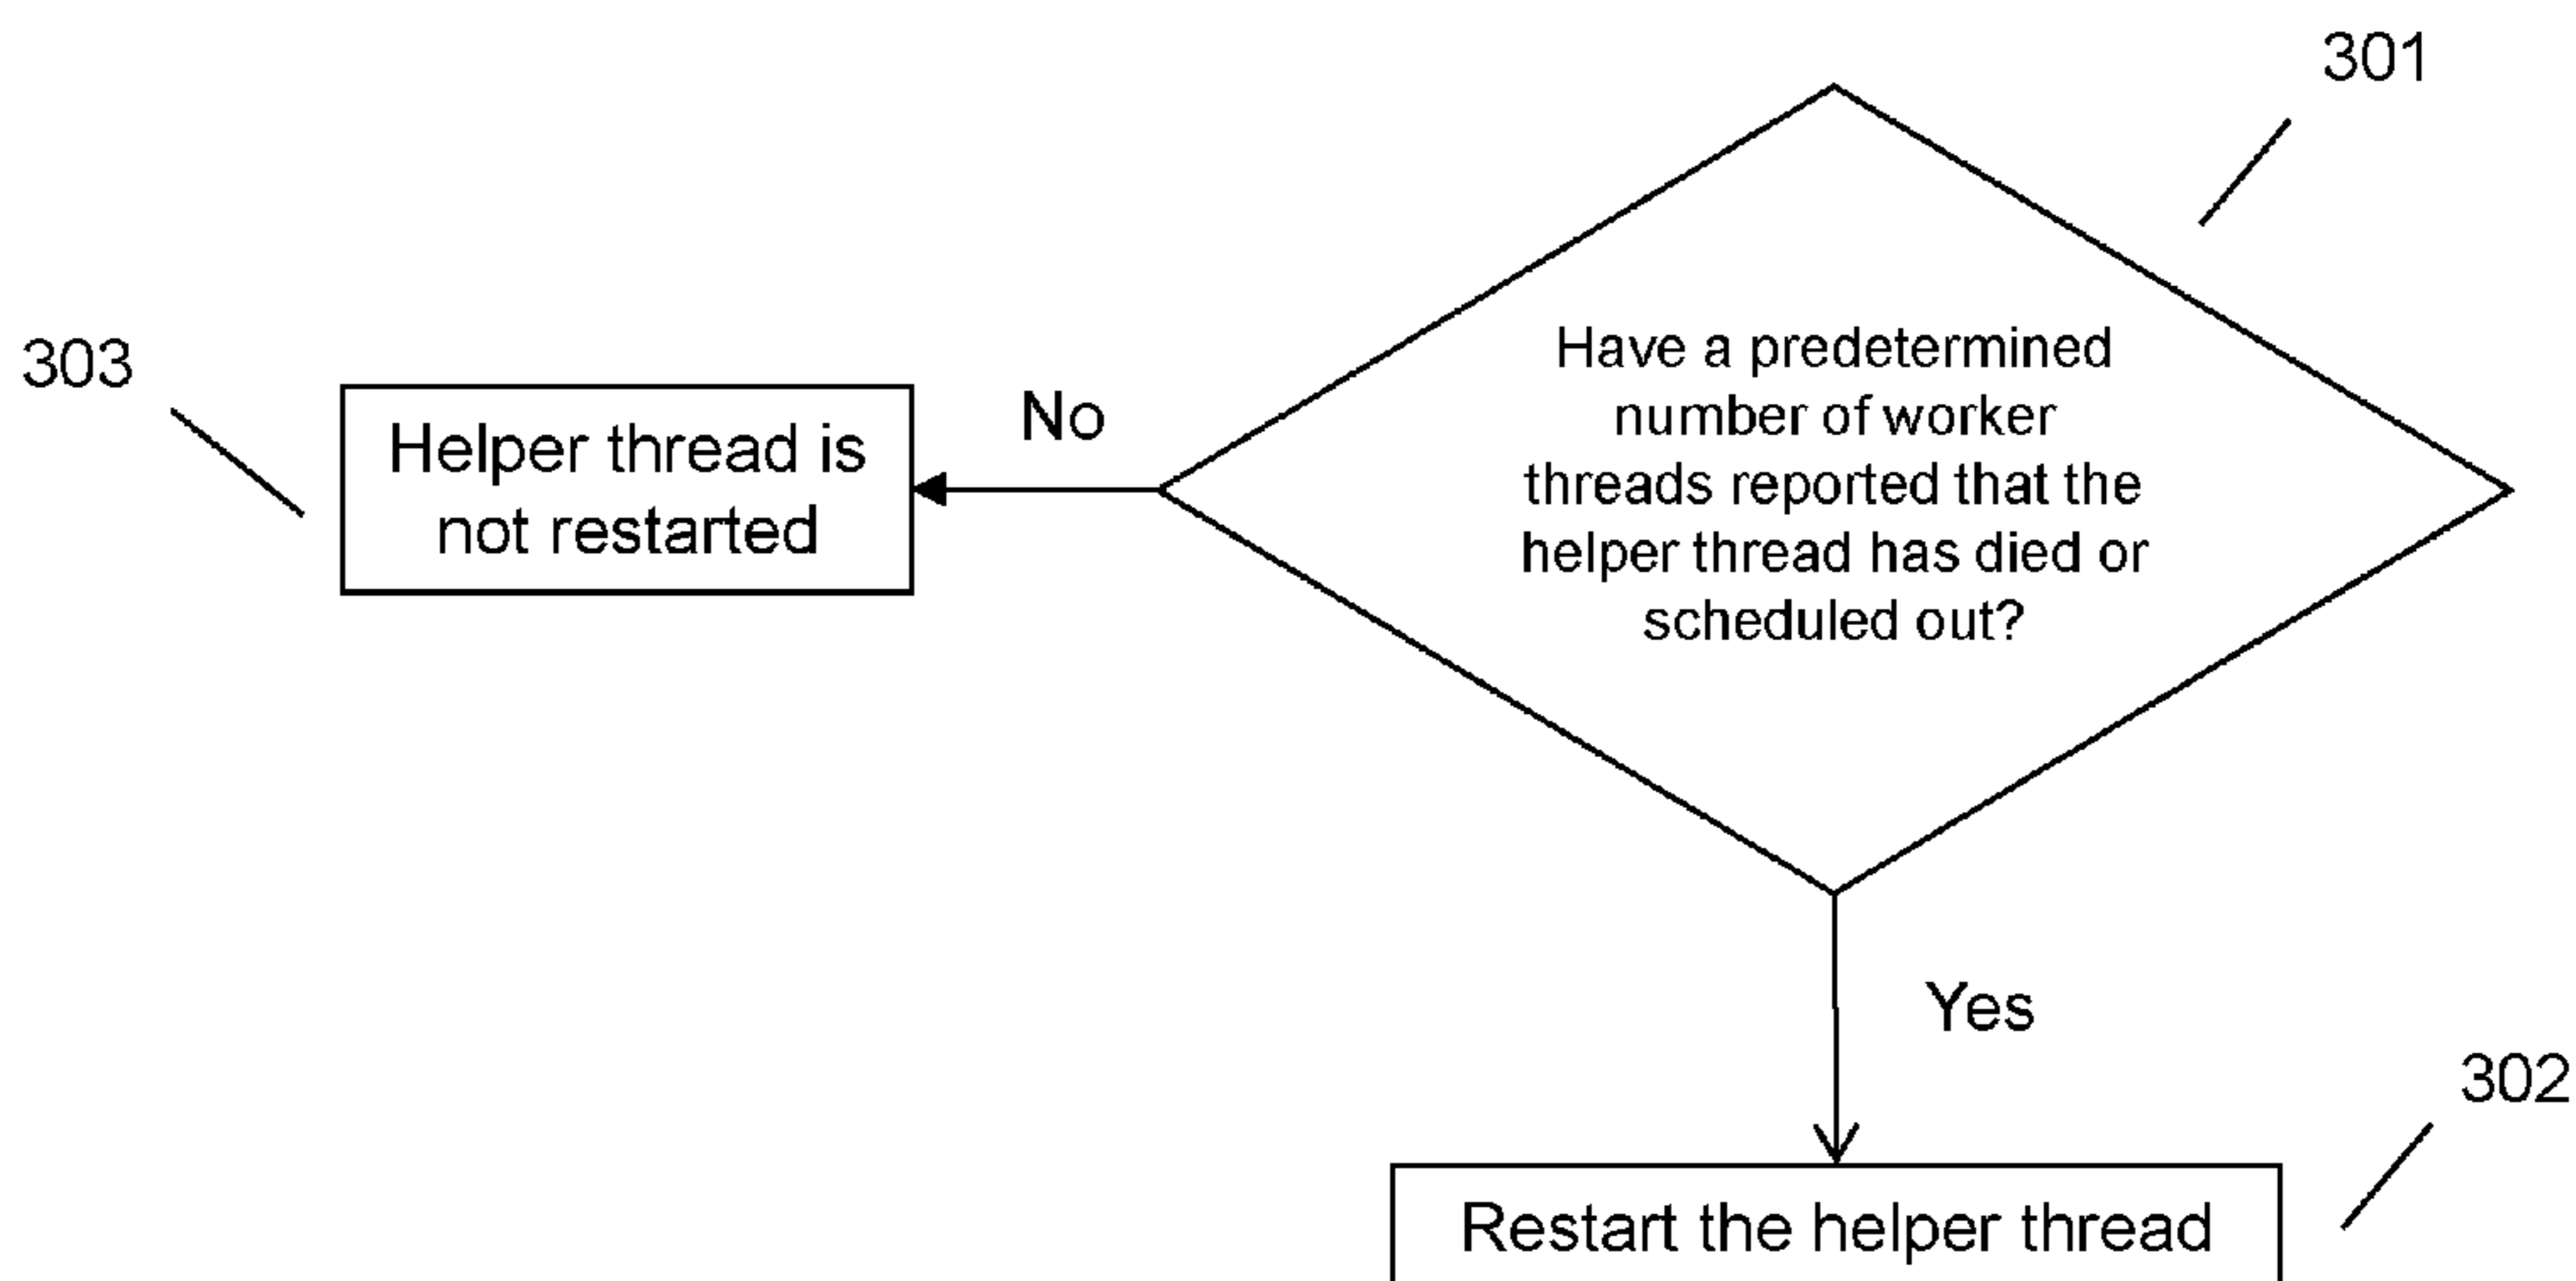 301
Have a predetermined
number of worker
threads reported that the
helper thread has died or
scheduled out?
No
303
Helper thread is
not restarted
Yes
302
Restart the helper thread